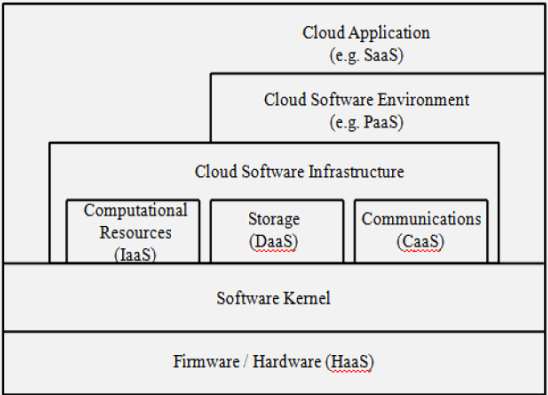 Cloud Application
(e.g. SaaS)
Cloud Software Environment
(e.g. PaaS)
Cloud Software Infrastructure
Computational
Resources
(IaaS)
Storage
(DaaS)
Communications
(CaaS)
Software Kernel
Firmware / Hardware (HaaS)